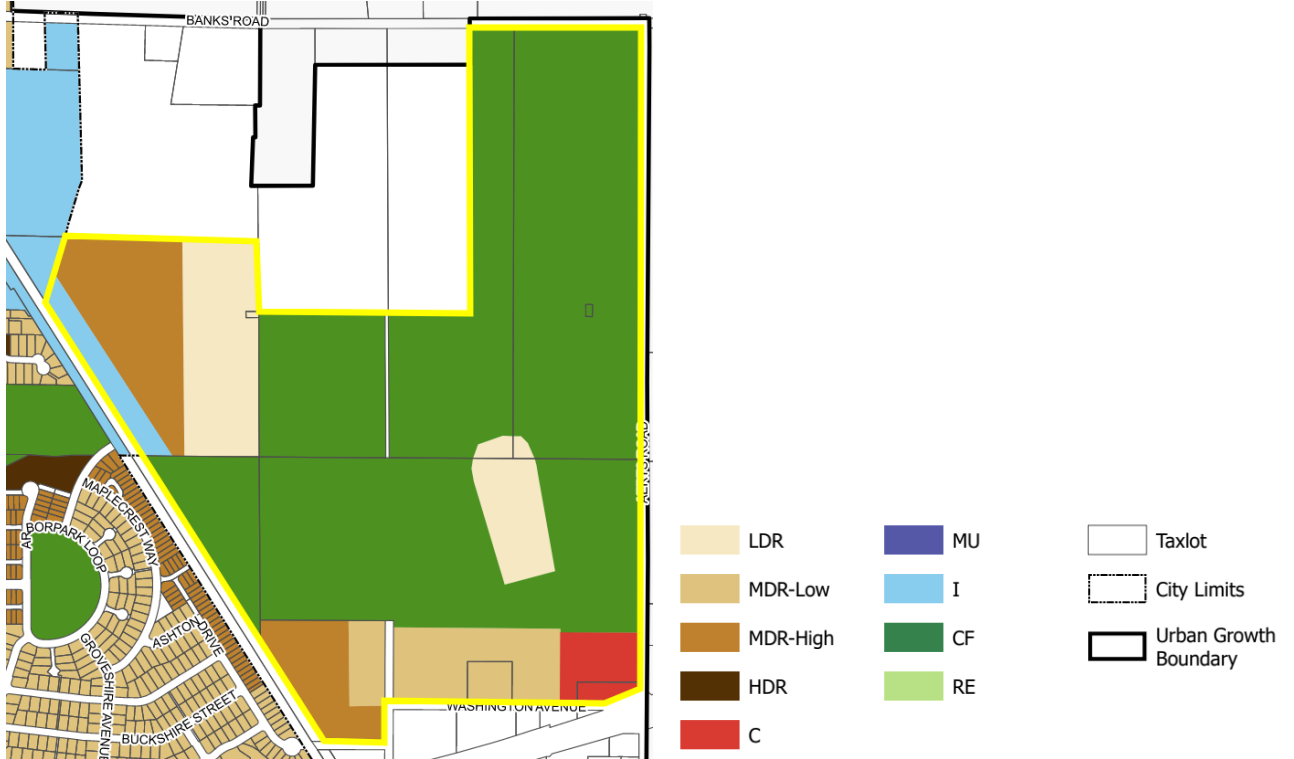 BANKS ROAD
MAPLECREST WAY
ARBORPARK LOOP
ASHTON DRIVE
GROVESHIRE AVENUE
BUCKSHIRE STREET
WASHINGTON AVENUE
ROAD
LDR
MDR-Low
MDR-High
HDR
C
MU
I
CF
RE
Taxlot
City Limits
Urban Growth
Boundary